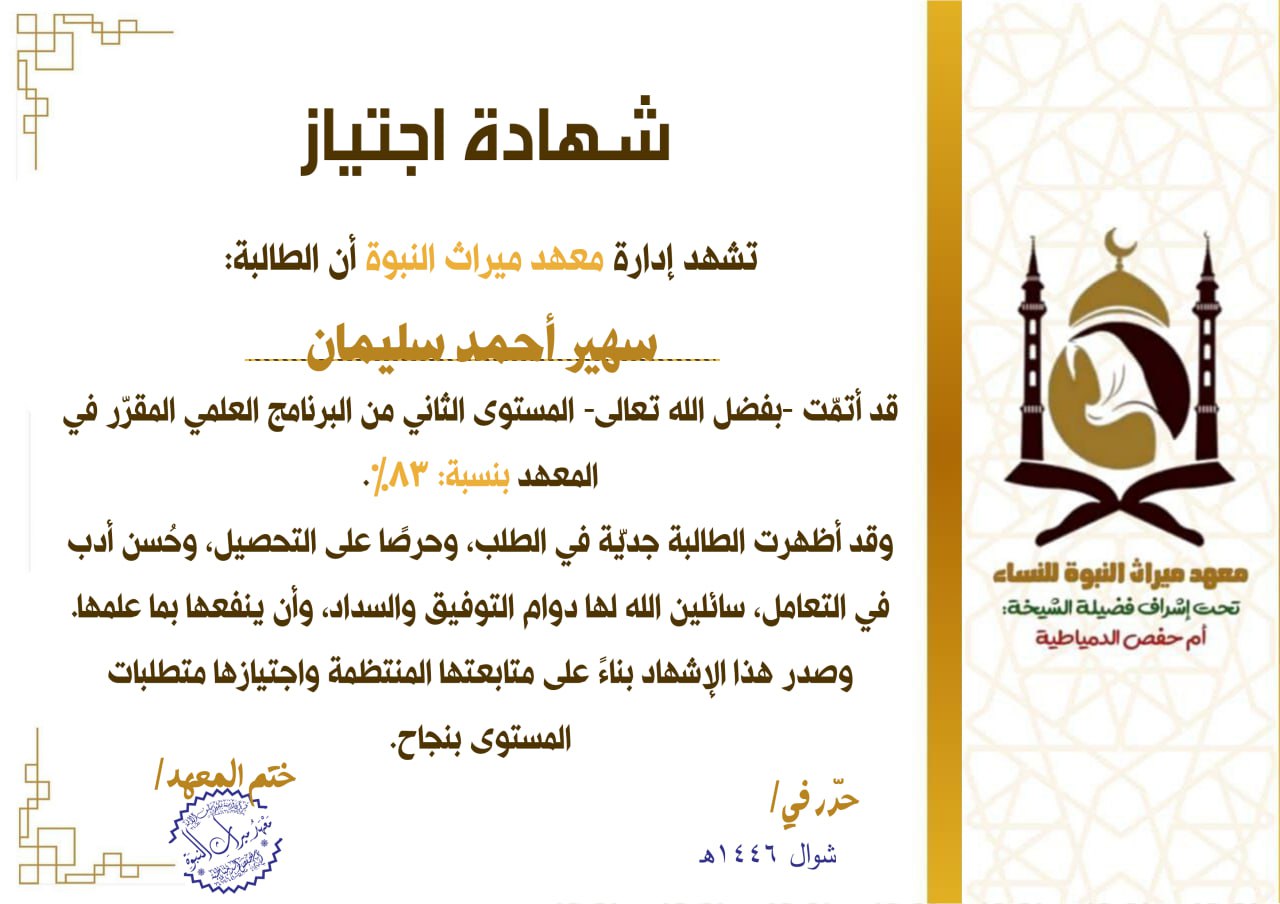 شهادة اجتياز
تشهد إدارة معهد ميراث النبوة أن الطالبة:
سهير أحمد سليمان
قد أتمّت -بفضل الله تعالى- المستوى الثاني من البرنامج العلمي المقرّر في
المعهد بنسبة: ٨٣٪.
وقد أظهرت الطالبة جديّة في الطلب، وحرصًا على التحصيل، وحُسن أدب
في التعامل، سائلين الله لها دوام التوفيق والسداد، وأن ينفعها بما علمها.
وصدر هذا الإشهاد بناءً على متابعتها المنتظمة واجتيازها متطلبات
المستوى بنجاح.
حدّر في/
شوال ١٤٤٦هـ
ختم المعهد/
معهد ميراث النبوة
معهد ميراث النبوة للنساء
تحت إشراف فضيلة الشيخة:
أم حفص الدمياطية